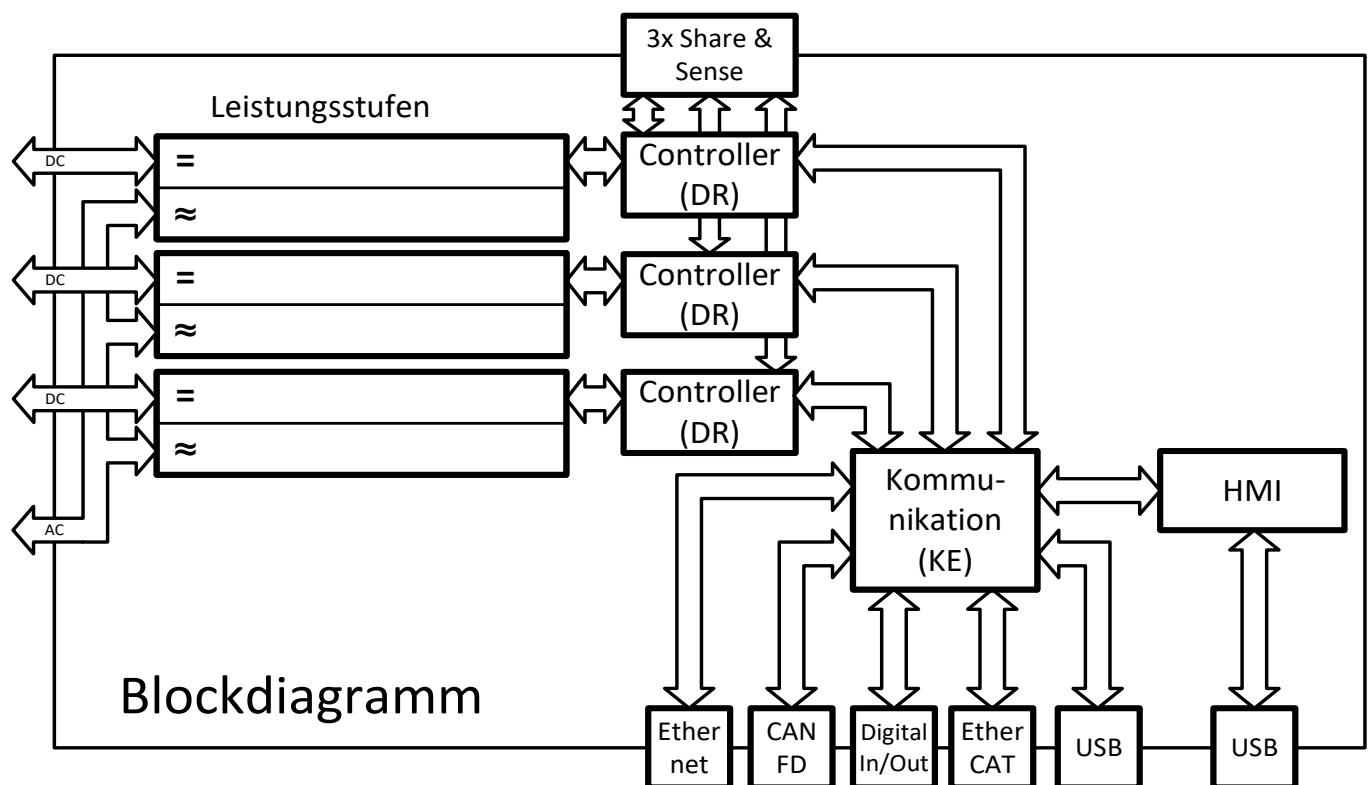 3x Share &
Sense
Leistungsstufen
DC
=
≈
Controller
(DR)
DC
=
≈
Controller
(DR)
DC
=
≈
Controller
(DR)
AC
Kommu-
nikation
(KE)
HMI
Blockdiagramm
Ether
net
CAN
FD
Digital
In/Out
Ether
CAT
USB
USB